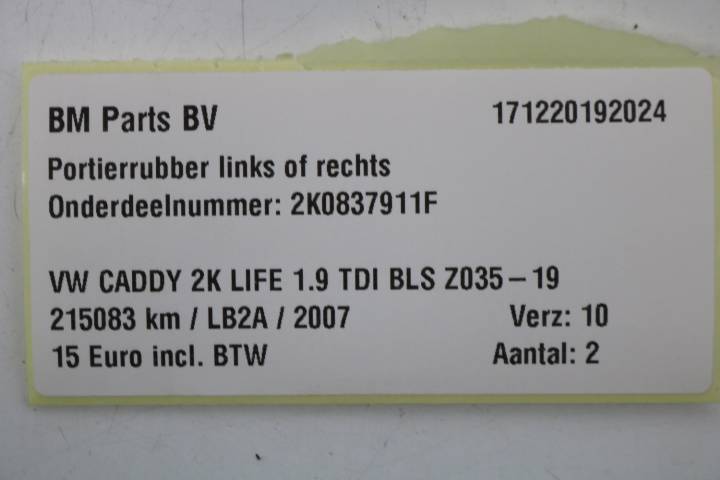 BM Parts BV 171220192024
Portierrubber links of rechts
Onderdeelnummer: 2K0837911F
VW CADDY 2K LIFE 1.9 TDI BLS Z035-19
215083 km / LB2A / 2007 Verz: 10
15 Euro incl. BTW Aantal: 2